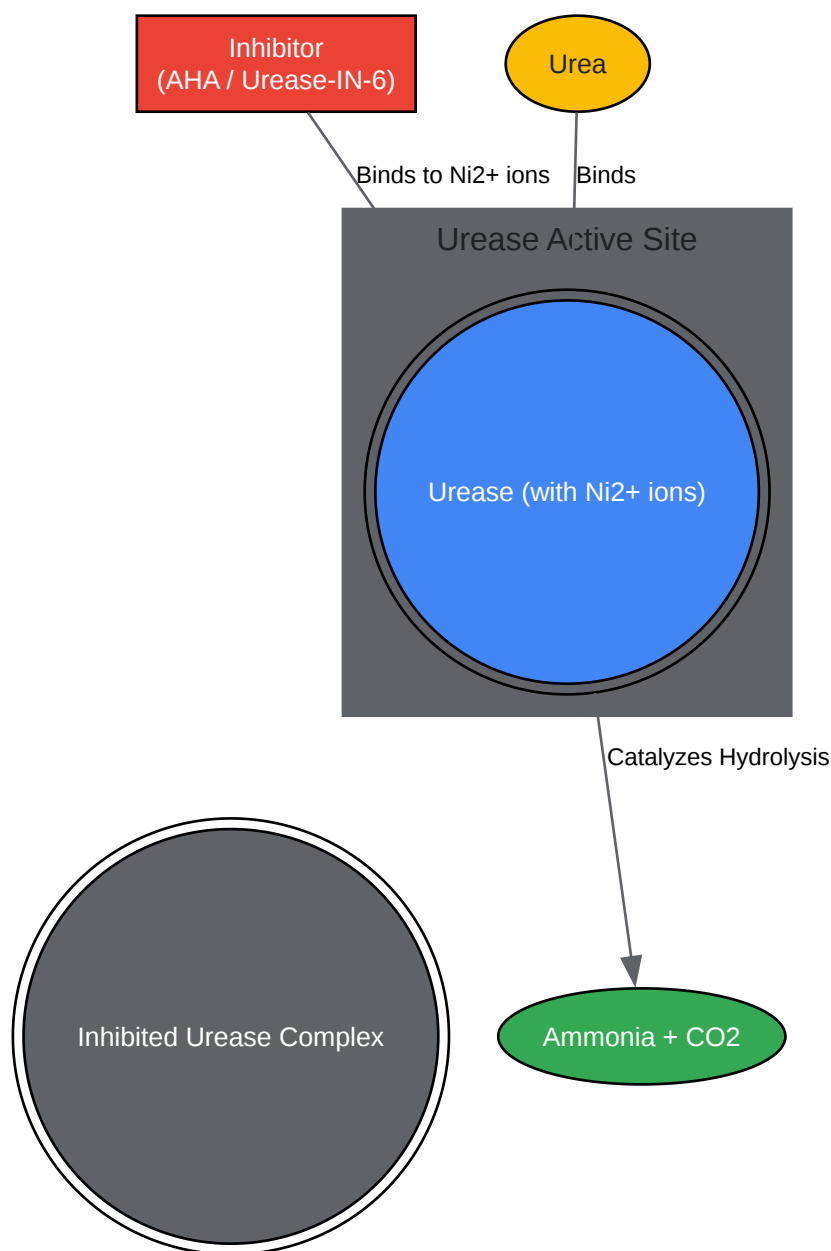 Inhibitor
(AHA / Urease-IN-6)
Urea
Binds to Ni2+ ions
Binds
Urease Active Site
Urease (with Ni2+ ions)
Catalyzes Hydrolysis
Inhibited Urease Complex
Ammonia + CO2